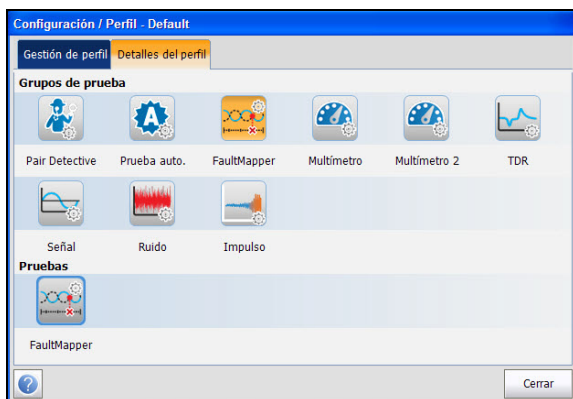 Configuración / Perfil - Default
Gestión de perfil Detalles del perfil
Grupos de prueba
A
Pair Detective Prueba auto. FaultMapper Multímetro Multímetro 2 TDR
Señal Ruido Impulso
Pruebas
FaultMapper
? Cerrar